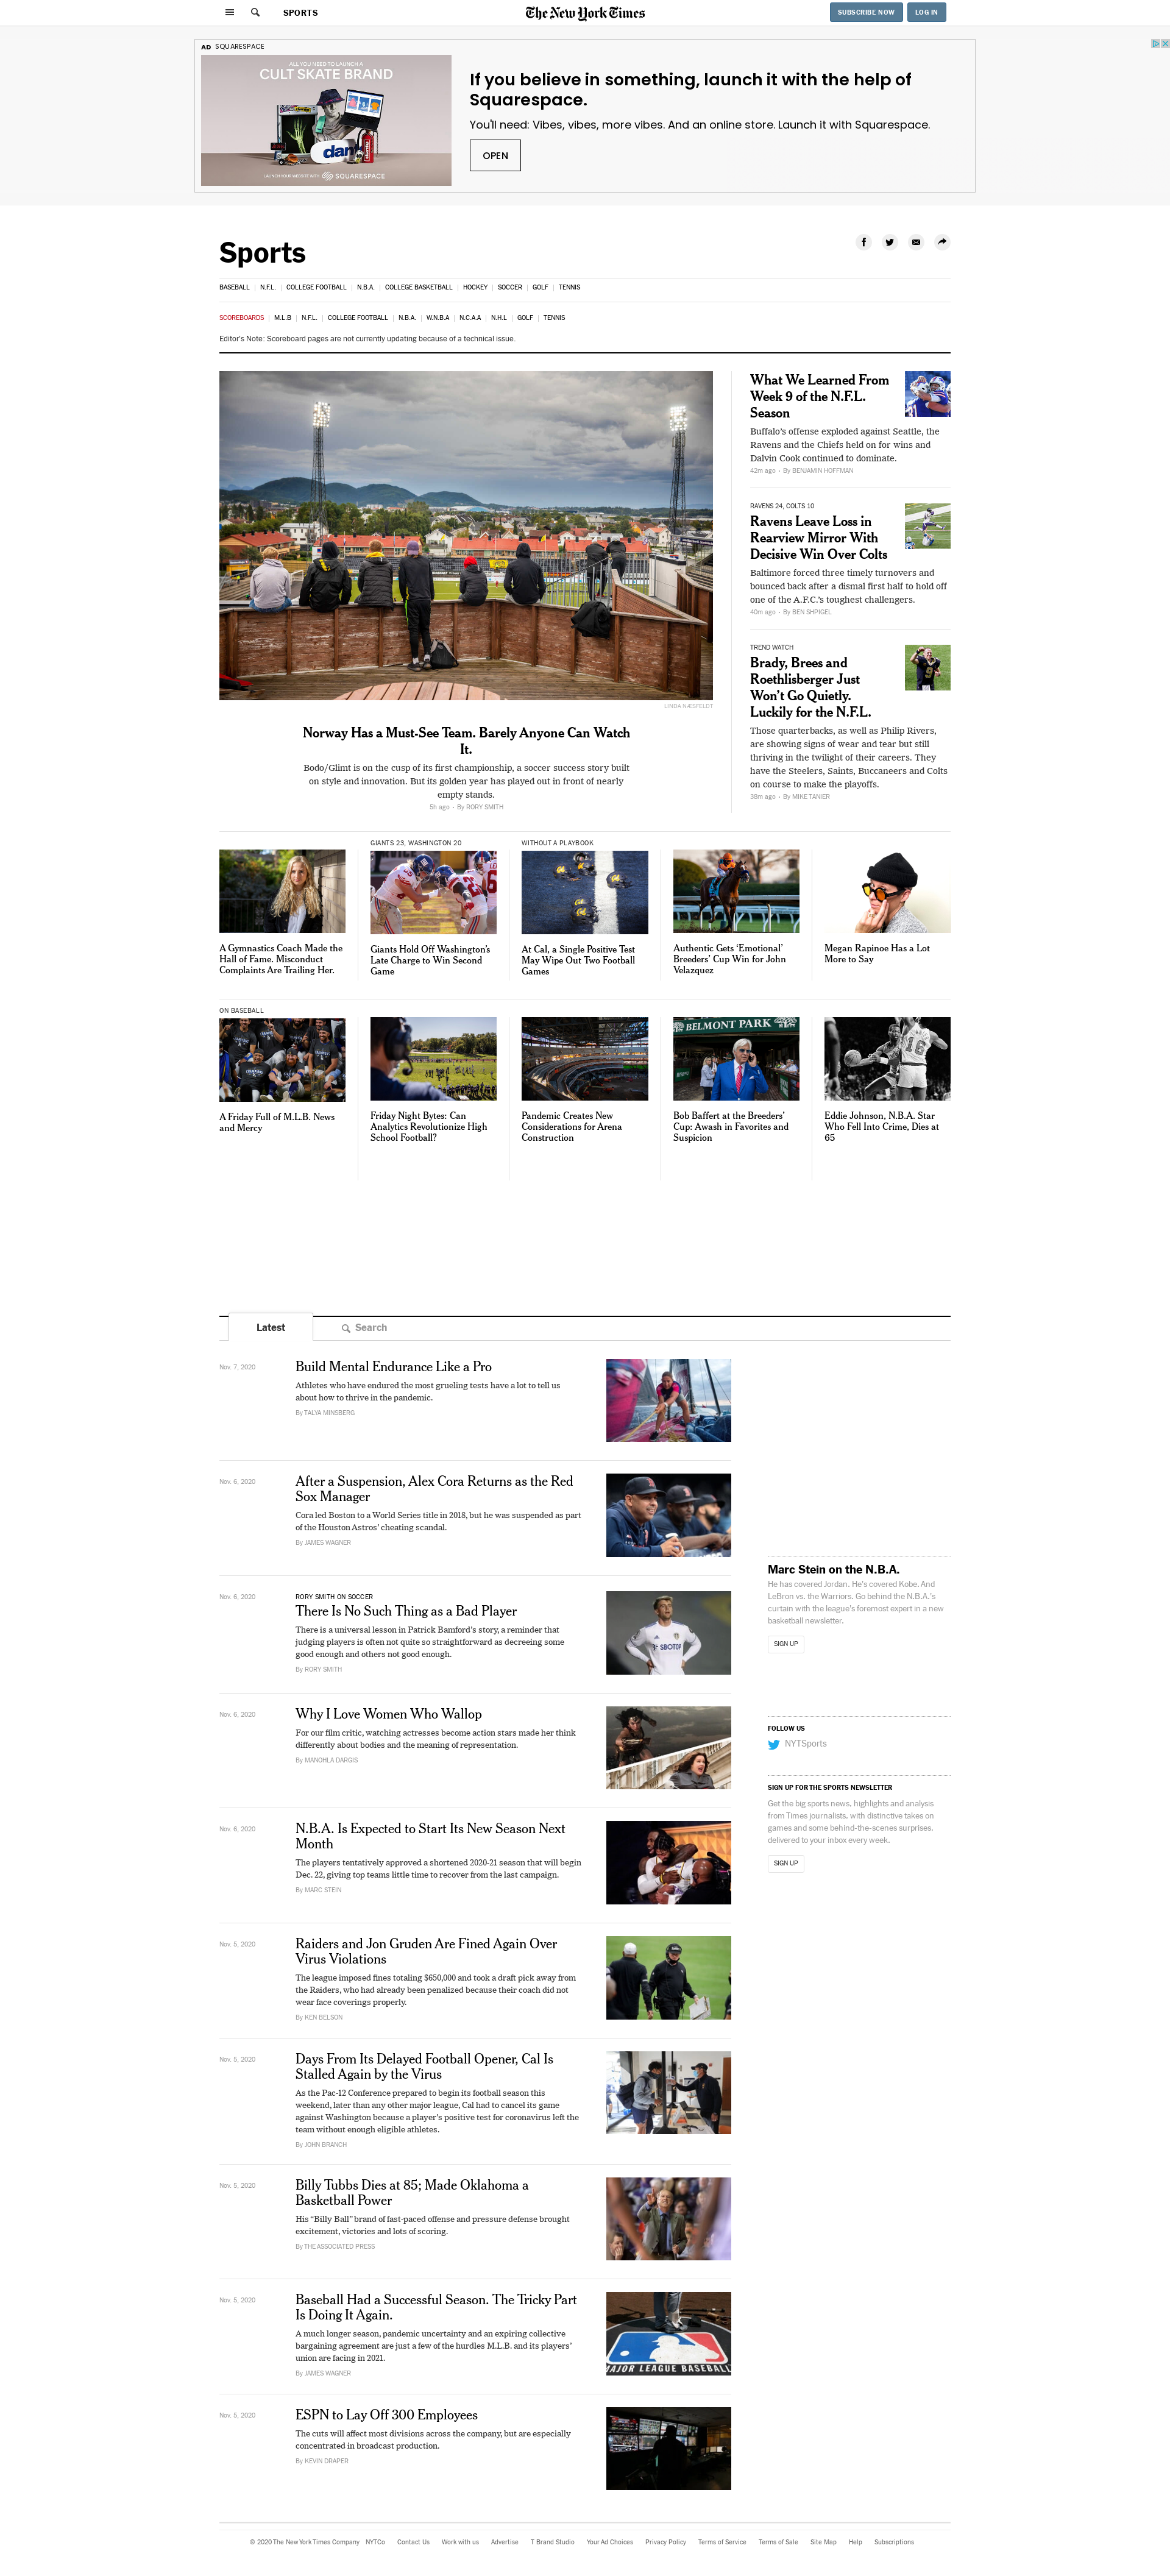 SPORTS
The New York Times
SUBSCRIBE NOW
LOG IN
AD SQUARESPACE
ALL YOU NEED TO LAUNCH A
CULT SKATE BRAND
dank
LAUNCH YOUR WEBSITE WITH SQUARESPACE
If you believe in something, launch it with the help of
Squarespace.
You'll need: Vibes, vibes, more vibes. And an online store. Launch it with Squarespace.
OPEN
Sports
BASEBALL | N.F.L. | COLLEGE FOOTBALL | N.B.A. | COLLEGE BASKETBALL | HOCKEY | SOCCER | GOLF | TENNIS
SCOREBOARDS | M.L.B | N.F.L. | COLLEGE FOOTBALL | N.B.A. | W.N.B.A | N.C.A.A | N.H.L | GOLF | TENNIS
Editor's Note: Scoreboard pages are not currently updating because of a technical issue.
LINDA NÆSFELDT
Norway Has a Must-See Team. Barely Anyone Can Watch
It.
Bodo/Glimt is on the cusp of its first championship, a soccer success story built
on style and innovation. But its golden year has played out in front of nearly
empty stands.
5h ago • By RORY SMITH
What We Learned From
Week 9 of the N.F.L.
Season
Buffalo's offense exploded against Seattle, the
Ravens and the Chiefs held on for wins and
Dalvin Cook continued to dominate.
42m ago • By BENJAMIN HOFFMAN
RAVENS 24, COLTS 10
Ravens Leave Loss in
Rearview Mirror With
Decisive Win Over Colts
Baltimore forced three timely turnovers and
bounced back after a dismal first half to hold off
one of the A.F.C.'s toughest challengers.
40m ago • By BEN SHPIGEL
TREND WATCH
Brady, Brees and
Roethlisberger Just
Won't Go Quietly.
Luckily for the N.F.L.
Those quarterbacks, as well as Philip Rivers,
are showing signs of wear and tear but still
thriving in the twilight of their careers. They
have the Steelers, Saints, Buccaneers and Colts
on course to make the playoffs.
38m ago • By MIKE TANIER
A Gymnastics Coach Made the
Hall of Fame. Misconduct
Complaints Are Trailing Her.
GIANTS 23, WASHINGTON 20
Giants Hold Off Washington's
Late Charge to Win Second
Game
WITHOUT A PLAYBOOK
At Cal, a Single Positive Test
May Wipe Out Two Football
Games
Authentic Gets 'Emotional'
Breeders' Cup Win for John
Velazquez
Megan Rapinoe Has a Lot
More to Say
ON BASEBALL
A Friday Full of M.L.B. News
and Mercy
Friday Night Bytes: Can
Analytics Revolutionize High
School Football?
Pandemic Creates New
Considerations for Arena
Construction
BELMONT PARK
Bob Baffert at the Breeders'
Cup: Awash in Favorites and
Suspicion
16
Eddie Johnson, N.B.A. Star
Who Fell Into Crime, Dies at
65
Latest
Search
Nov. 7, 2020
Build Mental Endurance Like a Pro
Athletes who have endured the most grueling tests have a lot to tell us
about how to thrive in the pandemic.
By TALYA MINSBERG
Nov. 6, 2020
After a Suspension, Alex Cora Returns as the Red
Sox Manager
Cora led Boston to a World Series title in 2018, but he was suspended as part
of the Houston Astros' cheating scandal.
By JAMES WAGNER
Nov. 6, 2020
RORY SMITH ON SOCCER
There Is No Such Thing as a Bad Player
There is a universal lesson in Patrick Bamford's story, a reminder that
judging players is often not quite so straightforward as decreeing some
good enough and others not good enough.
By RORY SMITH
SBOTOP
Nov. 6, 2020
Why I Love Women Who Wallop
For our film critic, watching actresses become action stars made her think
differently about bodies and the meaning of representation.
By MANOHLA DARGIS
Nov. 6, 2020
N.B.A. Is Expected to Start Its New Season Next
Month
The players tentatively approved a shortened 2020-21 season that will begin
Dec. 22, giving top teams little time to recover from the last campaign.
By MARC STEIN
Nov. 5, 2020
Raiders and Jon Gruden Are Fined Again Over
Virus Violations
The league imposed fines totaling $650,000 and took a draft pick away from
the Raiders, who had already been penalized because their coach did not
wear face coverings properly.
By KEN BELSON
Nov. 5, 2020
Days From Its Delayed Football Opener, Cal Is
Stalled Again by the Virus
As the Pac-12 Conference prepared to begin its football season this
weekend, later than any other major league, Cal had to cancel its game
against Washington because a player's positive test for coronavirus left the
team without enough eligible athletes.
By JOHN BRANCH
Nov. 5, 2020
Billy Tubbs Dies at 85; Made Oklahoma a
Basketball Power
His "Billy Ball" brand of fast-paced offense and pressure defense brought
excitement, victories and lots of scoring.
By THE ASSOCIATED PRESS
Nov. 5, 2020
Baseball Had a Successful Season. The Tricky Part
Is Doing It Again.
A much longer season, pandemic uncertainty and an expiring collective
bargaining agreement are just a few of the hurdles M.L.B. and its players'
union are facing in 2021.
By JAMES WAGNER
MAJOR LEAGUE BASEBALL
Nov. 5, 2020
ESPN to Lay Off 300 Employees
The cuts will affect most divisions across the company, but are especially
concentrated in broadcast production.
By KEVIN DRAPER
Marc Stein on the N.B.A.
He has covered Jordan. He's covered Kobe. And
LeBron vs. the Warriors. Go behind the N.B.A.'s
curtain with the league's foremost expert in a new
basketball newsletter.
SIGN UP
FOLLOW US
NYTSports
SIGN UP FOR THE SPORTS NEWSLETTER
Get the big sports news, highlights and analysis
from Times journalists, with distinctive takes on
games and some behind-the-scenes surprises,
delivered to your inbox every week.
SIGN UP
© 2020 The New York Times Company NYTCo Contact Us Work with us Advertise T Brand Studio Your Ad Choices Privacy Policy Terms of Service Terms of Sale Site Map Help Subscriptions